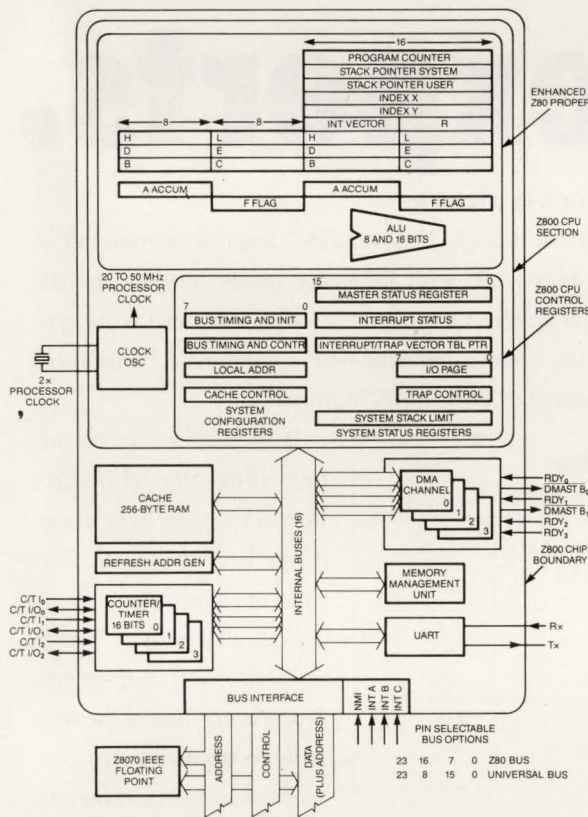 16
PROGRAM COUNTER
STACK POINTER SYSTEM
STACK POINTER USER
INDEX X
INDEX Y
8 8 INT VECTOR R
H L H L
D E D E
B C B C
A ACCUM F FLAG A ACCUM F FLAG
ALU
8 AND 16 BITS
ENHANCED
Z80 PROPER
Z800 CPU
SECTION
Z800 CPU
CONTROL
REGISTERS
20 TO 50 MHz
PROCESSOR
CLOCK
CLOCK
OSC
2×
PROCESSOR
CLOCK
15 0
MASTER STATUS REGISTER
7 0
BUS TIMING AND INIT
INTERRUPT STATUS
BUS TIMING AND CONTR
INTERRUPT/TRAP VECTOR TBL PTR
7 0
LOCAL ADDR
I/O PAGE
CACHE CONTROL
TRAP CONTROL
SYSTEM
CONFIGURATION
REGISTERS
SYSTEM STACK LIMIT
SYSTEM STATUS REGISTERS
CACHE
256-BYTE RAM
REFRESH ADDR GEN
INTERNAL BUSES (16)
DMA
CHANNEL
0
1
2
3
RDY0
DMAST B0
RDY1
DMAST B1
RDY2
RDY3
Z800 CHIP
BOUNDARY
MEMORY
MANAGEMENT
UNIT
UART
Rx
Tx
C/T I0
C/T I/O0
C/T I1
C/T I/O1
C/T I2
C/T I/O2
COUNTER/
TIMER
16 BITS 0
1
2
3
BUS INTERFACE
NMI
INT A
INT B
INT C
PIN SELECTABLE
BUS OPTIONS
23 16 7 0 Z80 BUS
23 8 15 0 UNIVERSAL BUS
Z8070 IEEE
FLOATING
POINT
ADDRESS
CONTROL
DATA
(PLUS ADDRESS)